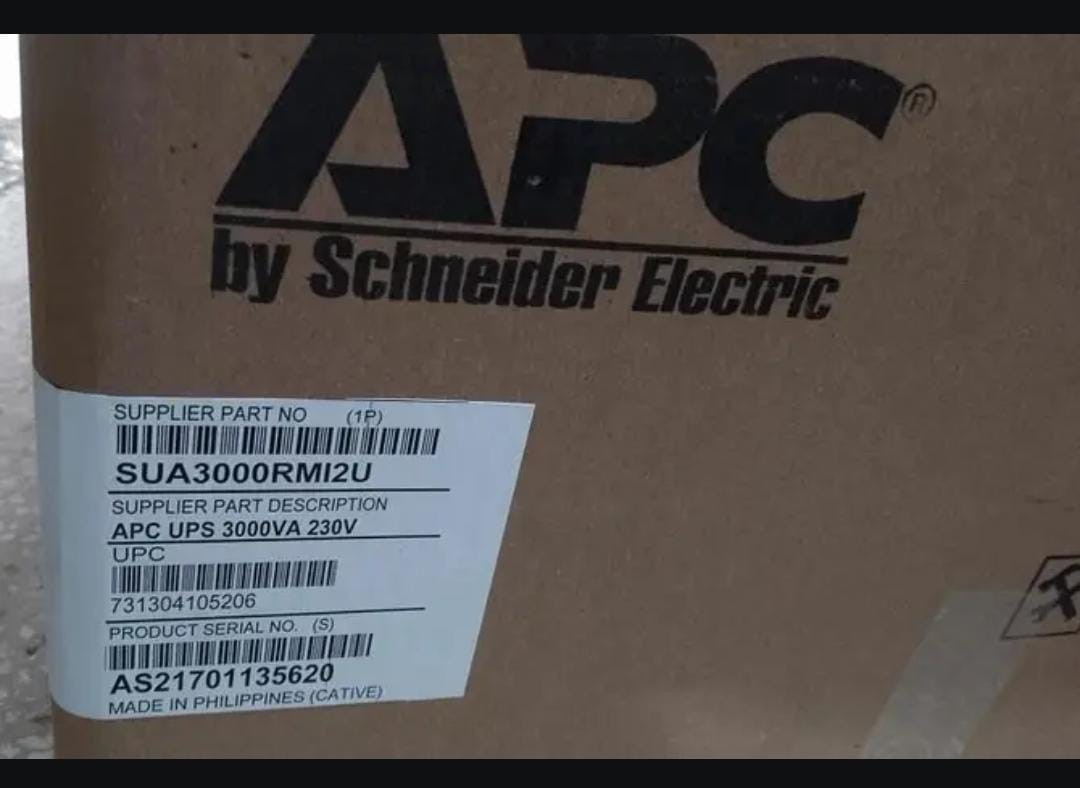 APC®
by Schneider Electric
SUPPLIER PART NO (1P)
SUA3000RMI2U
SUPPLIER PART DESCRIPTION
APC UPS 3000VA 230V
UPC
731304105206
PRODUCT SERIAL NO. (S)
AS21701135620
MADE IN PHILIPPINES (CATIVE)